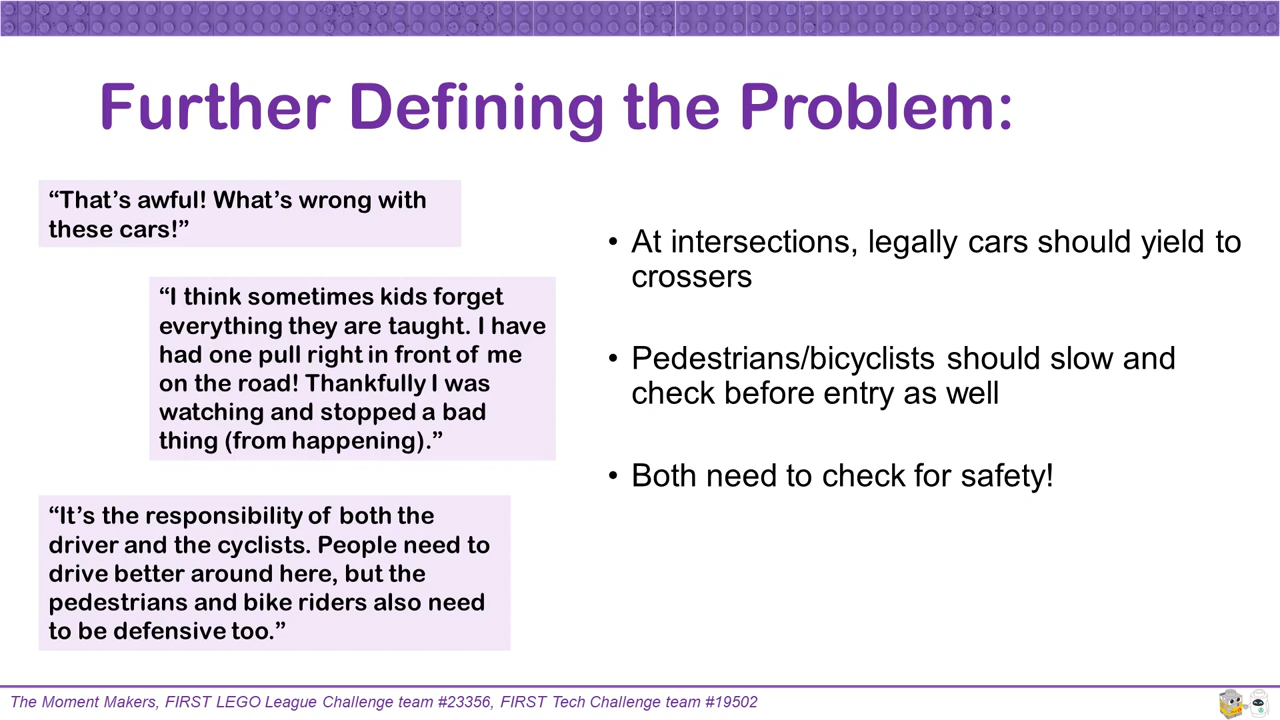 Further Defining the Problem:
“That’s awful! What’s wrong with
these cars!”
“I think sometimes kids forget
everything they are taught. I have
had one pull right in front of me
on the road! Thankfully I was
watching and stopped a bad
thing (from happening).”
“It’s the responsibility of both the
driver and the cyclists. People need to
drive better around here, but the
pedestrians and bike riders also need
to be defensive too.”
• At intersections, legally cars should yield to
crossers
• Pedestrians/bicyclists should slow and
check before entry as well
• Both need to check for safety!
The Moment Makers, FIRST LEGO League Challenge team #23356, FIRST Tech Challenge team #19502